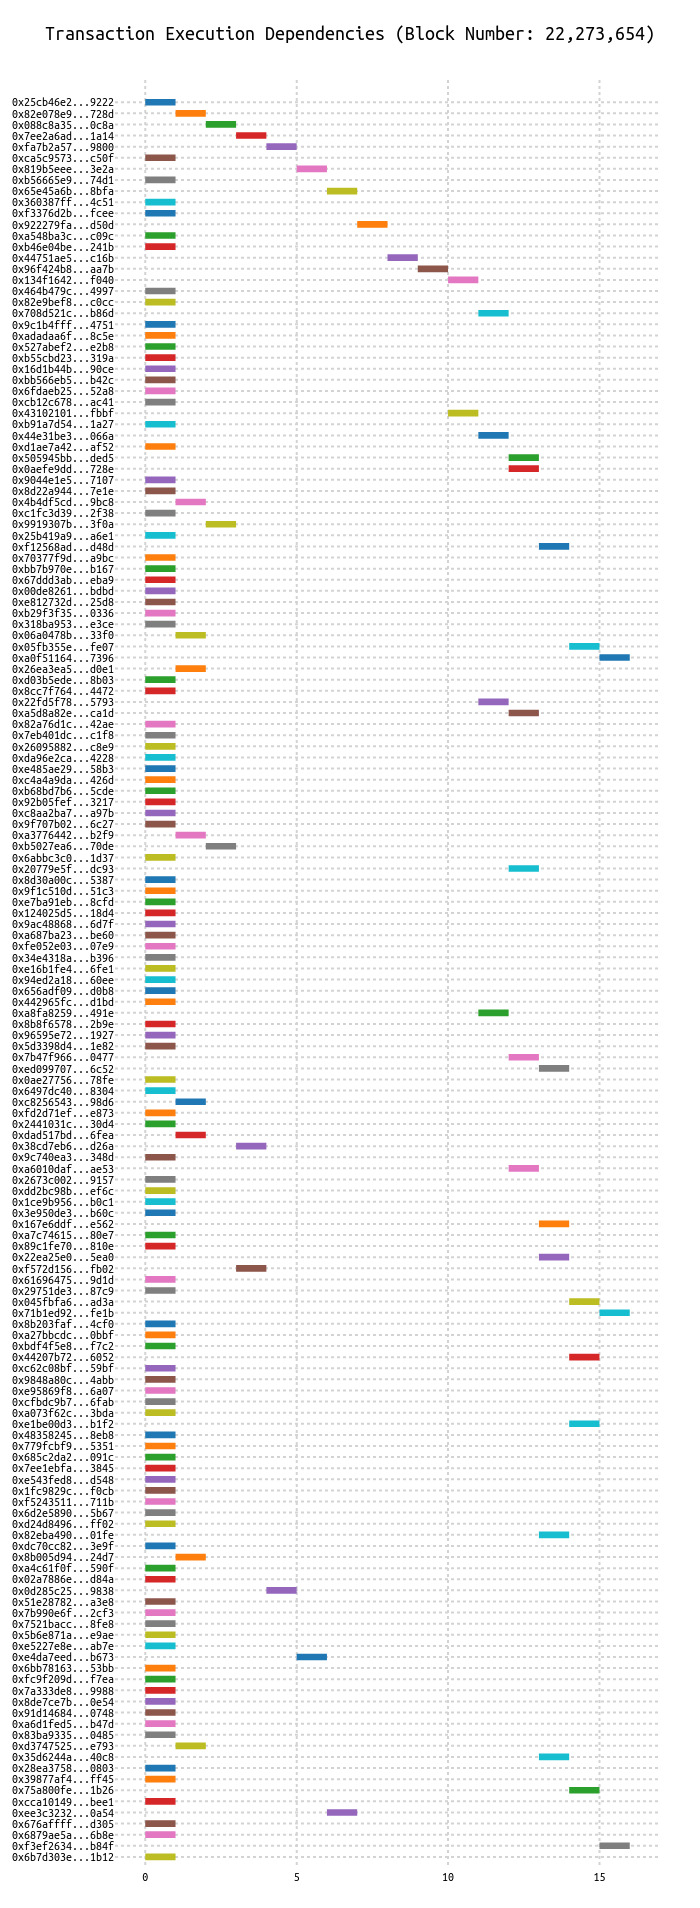 Transaction Execution Dependencies (Block Number: 22,273,654)
0x25cb46e2...9222
0x82e078e9...728d
0x088c8a35...0c8a
0x7ee2a6ad...1a14
0xfa7b2a57...9800
0xca5c9573...c50f
0x819b5eee...3e2a
0xb56665e9...74d1
0x65e45a6b...8bfa
0x360387ff...4c51
0xf3376d2b...fcee
0x922279fa...d50d
0xa548ba3c...c09c
0xb46e04be...241b
0x44751ae5...c16b
0x96f424b8...aa7b
0x134f1642...f040
0x464b479c...4997
0x82e9bef8...c0cc
0x708d521c...b86d
0x9c1b4fff...4751
0xadadaa6f...8c5e
0x527abef2...e2b8
0xb55cbd23...319a
0x16d1b44b...90ce
0xbb566eb5...b42c
0x6fdaeb25...52a8
0xcb12c678...ac41
0x43102101...fbbf
0xb91a7d54...1a27
0x44e31be3...066a
0xd1ae7a42...af52
0x505945bb...ded5
0x0aefe9dd...728e
0x9044e1e5...7107
0x8d22a944...7e1e
0x4b4df5cd...9bc8
0xc1fc3d39...2f38
0x9919307b...3f0a
0x25b419a9...a6e1
0xf12568ad...d48d
0x70377f9d...a9bc
0xbb7b970e...b167
0x67ddd3ab...eba9
0x00de8261...bdbd
0xe812732d...25d8
0xb29f3f35...0336
0x318ba953...e3ce
0x06a0478b...33f0
0x05fb355e...fe07
0xa0f51164...7396
0x26ea3ea5...d0e1
0xd03b5ede...8b03
0x8cc7f764...4472
0x22fd5f78...5793
0xa5d8a82e...ca1d
0x82a76d1c...42ae
0x7eb401dc...c1f8
0x26095882...c8e9
0xda96e2ca...4228
0xe485ae29...58b3
0xc4a4a9da...426d
0xb68bd7b6...5cde
0x92b05fef...3217
0xc8aa2ba7...a97b
0x9f707b02...6c27
0xa3776442...b2f9
0xb5027ea6...70de
0x6abbc3c0...1d37
0x20779e5f...dc93
0x8d30a00c...5387
0x9f1c510d...51c3
0xe7ba91eb...8cfd
0x124025d5...18d4
0x9ac48868...6d7f
0xa687ba23...be60
0xfe052e03...07e9
0x34e4318a...b396
0xe16b1fe4...6fe1
0x94ed2a18...60ee
0x656adf09...d0b8
0x442965fc...d1bd
0xa8fa8259...491e
0x8b8f6578...2b9e
0x96595e72...1927
0x5d3398d4...1e82
0x7b47f966...0477
0xed099707...6c52
0x0ae27756...78fe
0x6497dc40...8304
0xc8256543...98d6
0xfd2d71ef...e873
0x2441031c...30d4
0xdad517bd...6fea
0x38cd7eb6...d26a
0x9c740ea3...348d
0xa6010daf...ae53
0x2673c002...9157
0xdd2bc98b...ef6c
0x1ce9b956...b0c1
0x3e950de3...b60c
0x167e6ddf...e562
0xa7c74615...80e7
0x89c1fe70...810e
0x22ea25e0...5ea0
0xf572d156...fb02
0x61696475...9d1d
0x29751de3...87c9
0x045fbfa6...ad3a
0x71b1ed92...fe1b
0x8b203faf...4cf0
0xa27bbcdc...0bbf
0xbdf4f5e8...f7c2
0x44207b72...6052
0xc62c08bf...59bf
0x9848a80c...4abb
0xe95869f8...6a07
0xcfbdc9b7...6fab
0xa073f62c...3bda
0xe1be00d3...b1f2
0x48358245...8eb8
0x779fcbf9...5351
0x685c2da2...091c
0x7ee1ebfa...3845
0xe543fed8...d548
0x1fc9829c...f0cb
0xf5243511...711b
0x6d2e5890...5b67
0xd24d8496...ff02
0x82eba490...01fe
0xdc70cc82...3e9f
0x8b005d94...24d7
0xa4c61f0f...590f
0x02a7886e...d84a
0x0d285c25...9838
0x51e28782...a3e8
0x7b990e6f...2cf3
0x7521bacc...8fe8
0x5b6e871a...e9ae
0xe5227e8e...ab7e
0xe4da7eed...b673
0x6bb78163...53bb
0xfc9f209d...f7ea
0x7a333de8...9988
0x8de7ce7b...0e54
0x91d14684...0748
0xa6d1fed5...b47d
0x83ba9335...0485
0xd3747525...e793
0x35d6244a...40c8
0x28ea3758...0803
0x39877af4...ff45
0x75a800fe...1b26
0xcca10149...bee1
0xee3c3232...0a54
0x676affff...d305
0x6879ae5a...6b8e
0xf3ef2634...b84f
0x6b7d303e...1b12
0 5 10 15